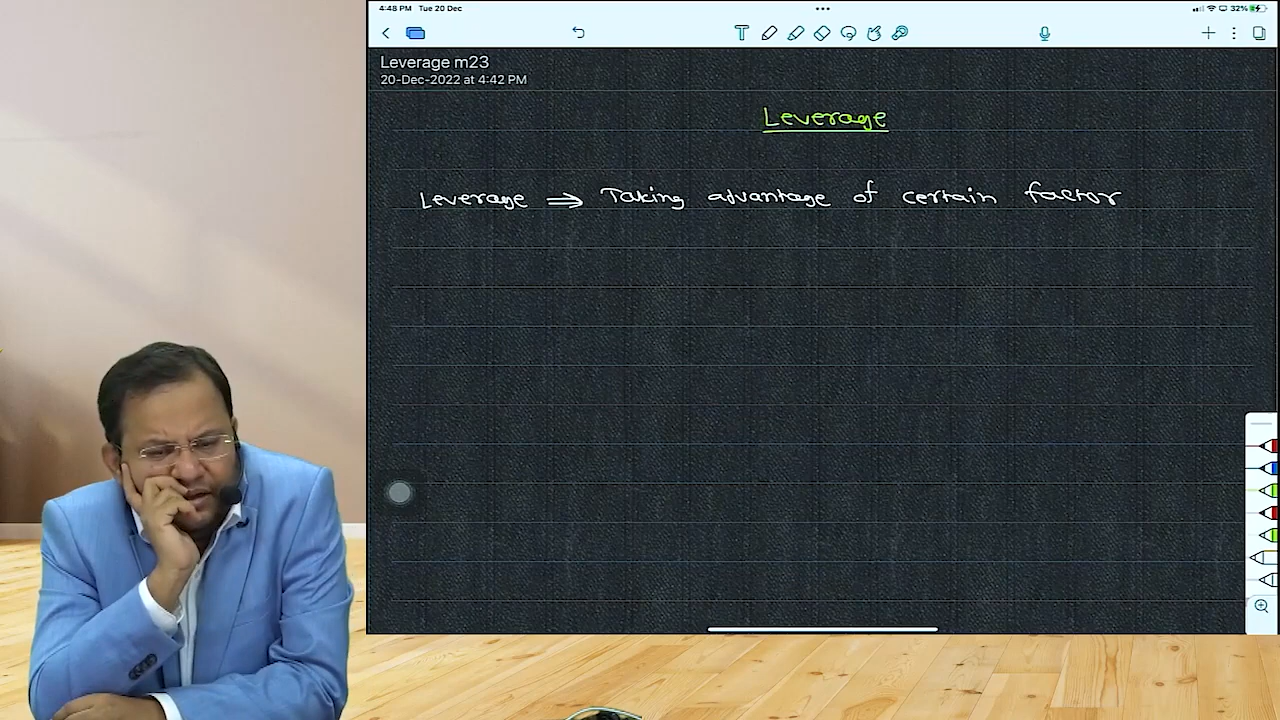 4:48 PM Tue 20 Dec
32%
Leverage m23
20-Dec-2022 at 4:42 PM
Leverage
Leverage ⇒ Taking advantage of certain factor